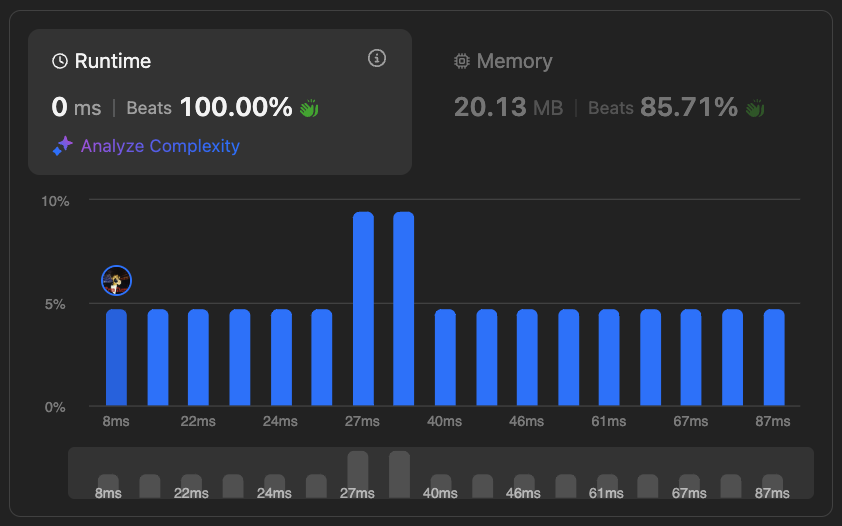 Runtime
0 ms | Beats 100.00%
Analyze Complexity
Memory
20.13 MB | Beats 85.71%
10%
5%
0%
8ms 22ms 24ms 27ms 40ms 46ms 61ms 67ms 87ms
8ms 22ms 24ms 27ms 40ms 46ms 61ms 67ms 87ms